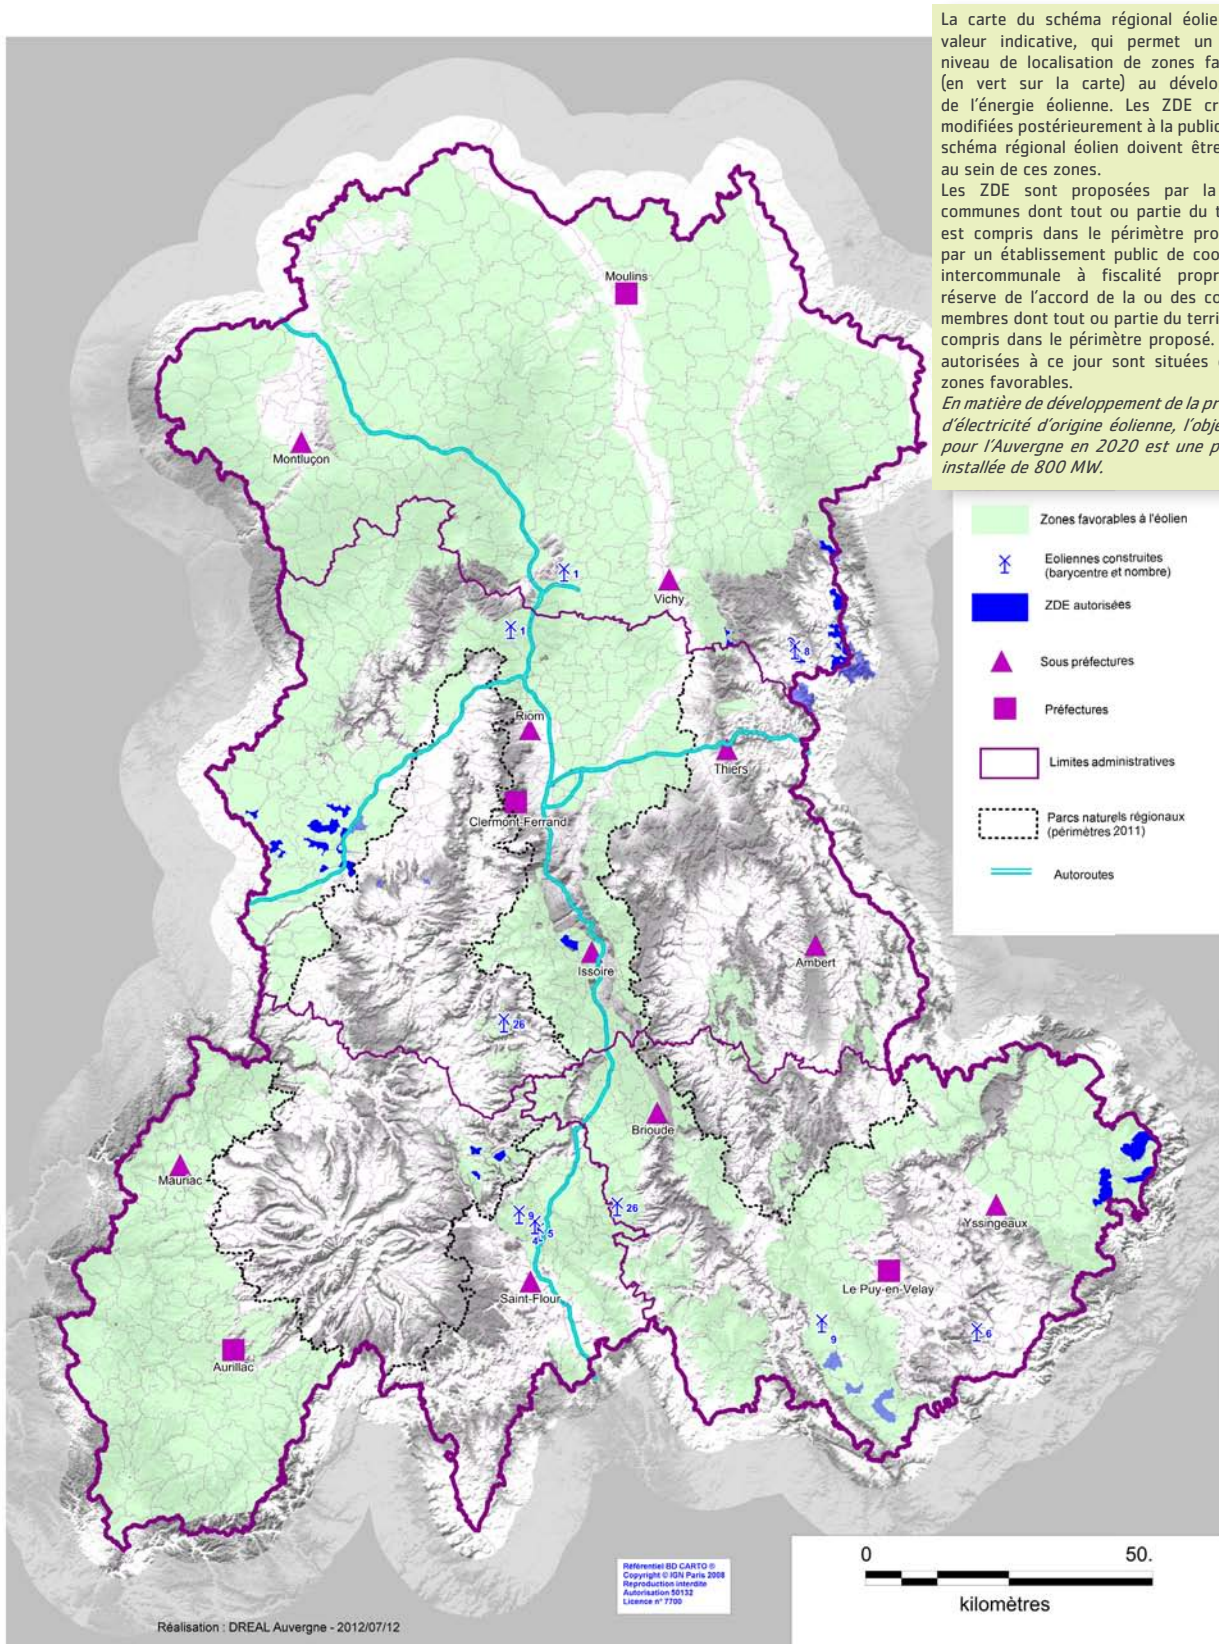 La carte du schéma régional éolie
valeur indicative, qui permet un
niveau de localisation de zones fa
(en vert sur la carte) au dévelo
de l'énergie éolienne. Les ZDE cr
modifiées postérieurement à la public
schéma régional éolien doivent être
au sein de ces zones.
Les ZDE sont proposées par la
communes dont tout ou partie du t
est compris dans le périmètre pro
par un établissement public de coo
intercommunale à fiscalité propr
réserve de l'accord de la ou des co
membres dont tout ou partie du terri
compris dans le périmètre proposé.
autorisées à ce jour sont situées
zones favorables.
En matière de développement de la pr
d'électricité d'origine éolienne, l'obje
pour l'Auvergne en 2020 est une p
installée de 800 MW.
Zones favorables à l'éolien
Eoliennes construites
(barycentre et nombre)
ZDE autorisées
Sous préfectures
Préfectures
Limites administratives
Parcs naturels régionaux
(périmètres 2011)
Autoroutes
Moulins
Montluçon
1
Vichy
1
8
Riom
Thiers
Clermont-Ferrand
Issoire
Ambert
26
Brioude
Mauriac
9
5
4
26
Yssingeaux
Saint-Flour
Le Puy-en-Velay
9
6
Aurillac
0 50.
kilomètres
Référentiel BD CARTO ®
Copyright © IGN Paris 2008
Reproduction interdite
Autorisation 50132
Licence n° 7700
Réalisation : DREAL Auvergne - 2012/07/12